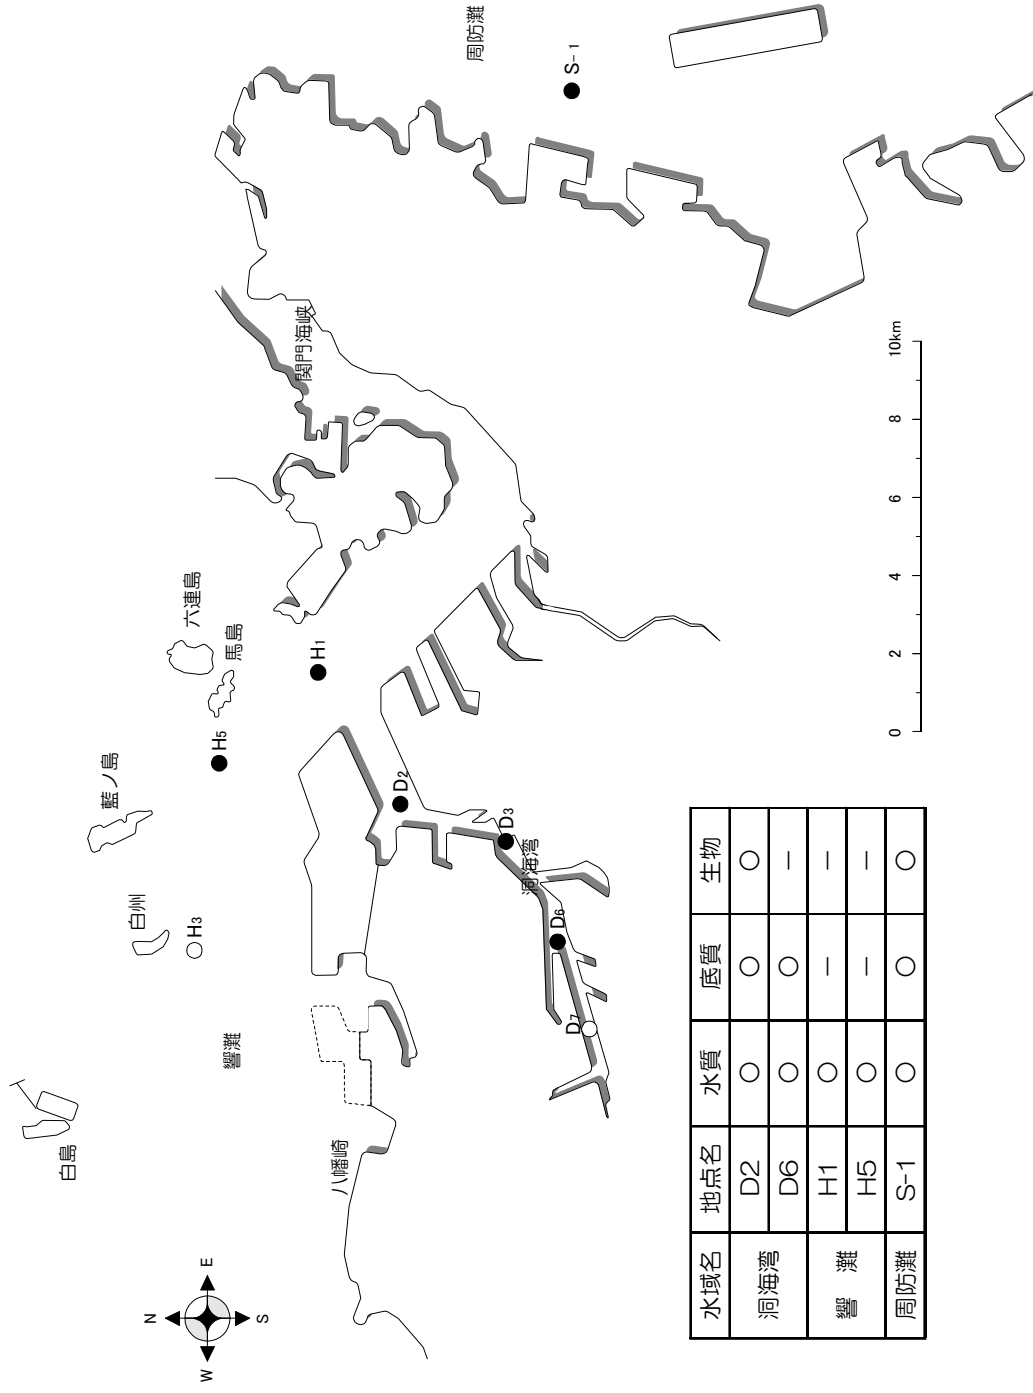 白島
響灘
白州
藍ノ島
六連島
馬島
周防灘
関門海峡
洞海湾
八幡崎
H3
H5
H1
D2
D3
D6
D7
S-1
N
W
E
S
0 2 4 6 8 10km
水域名 地点名 水質 底質 生物
洞海湾 D2 ○ ○ ○
D6 ○ ○ －
響　灘 H1 ○ － －
H5 ○ － －
周防灘 S-1 ○ ○ ○